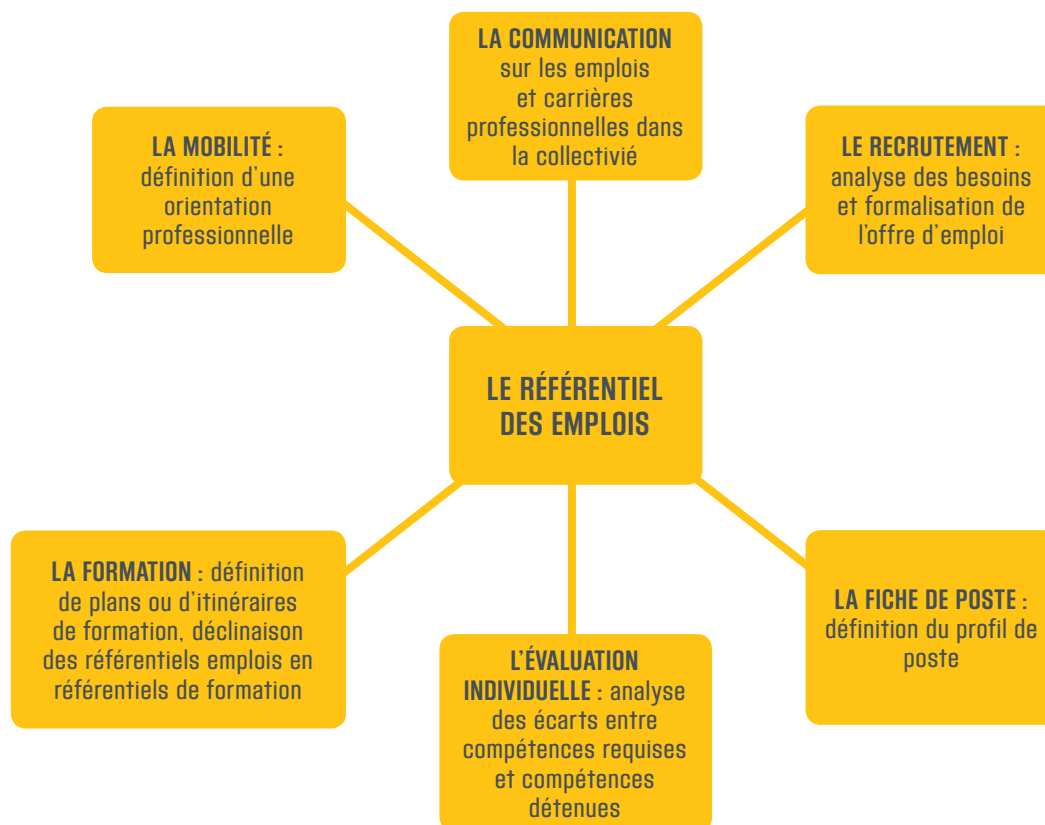 LA COMMUNICATION
sur les emplois
et carrières
professionnelles dans
la collectivié
LA MOBILITÉ :
définition d'une
orientation
professionnelle
LE RECRUTEMENT :
analyse des besoins
et formalisation de
l'offre d'emploi
LE RÉFÉRENTIEL
DES EMPLOIS
LA FORMATION : définition
de plans ou d'itinéraires
de formation, déclinaison
des référentiels emplois en
référentiels de formation
L'ÉVALUATION
INDIVIDUELLE : analyse
des écarts entre
compétences requises
et compétences
détenues
LA FICHE DE POSTE :
définition du profil de
poste